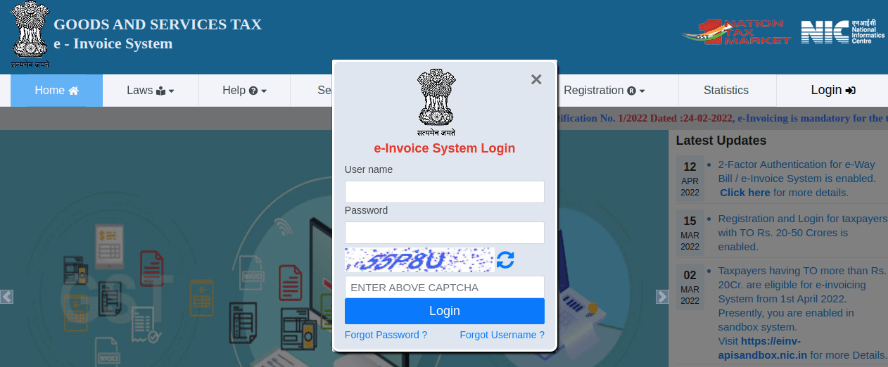 GOODS AND SERVICES TAX
e - Invoice System
सत्यमेव जयते
NATION
TAX
MARKET
NIC एन आई सी
National
Informatics
Centre
Home
Laws
Help
Se
Registration
Statistics
Login
ification No. 1/2022 Dated :24-02-2022, e-Invoicing is mandatory for the t
सत्यमेव जयते
×
e-Invoice System Login
User name
Password
S5P8U
ENTER ABOVE CAPTCHA
Login
Forgot Password ? Forgot Username ?
GST
Latest Updates
12
APR
2022
2-Factor Authentication for e-Way
Bill / e-Invoice System is enabled.
Click here for more details.
15
MAR
2022
Registration and Login for taxpayers
with TO Rs. 20-50 Crores is
enabled.
02
MAR
2022
Taxpayers having TO more than Rs.
20Cr. are eligible for e-invoicing
System from 1st April 2022.
Presently, you are enabled in
sandbox system.
Visit https://einv-
apisandbox.nic.in for more Details.